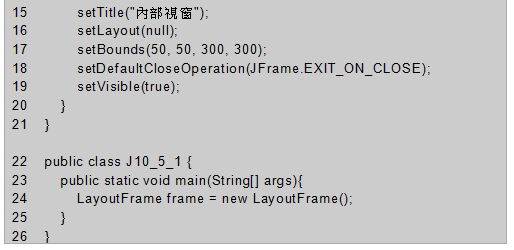 15 setTitle("內部視窗");
16 setLayout(null);
17 setBounds(50, 50, 300, 300);
18 setDefaultCloseOperation(JFrame.EXIT_ON_CLOSE);
19 setVisible(true);
20 }
21 }
22 public class J10_5_1 {
23 public static void main(String[] args){
24 LayoutFrame frame = new LayoutFrame();
25 }
26 }